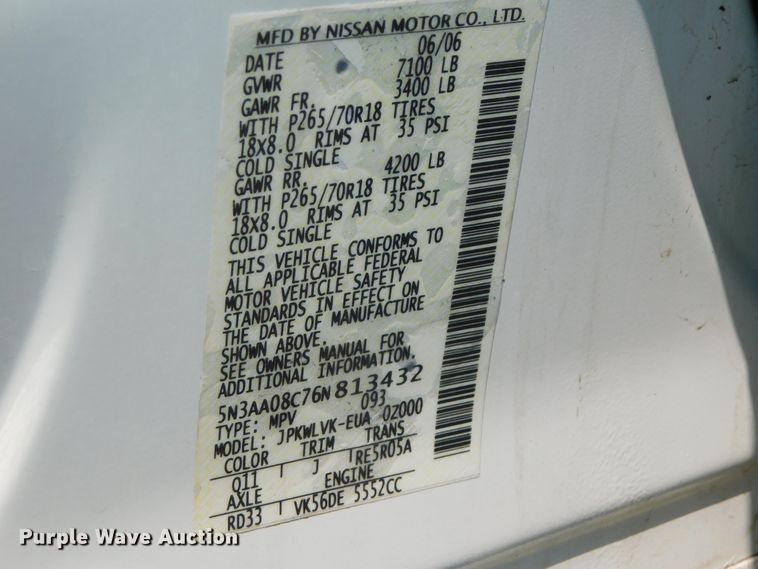 MFD BY NISSAN MOTOR CO., LTD.
DATE 06/06
GVWR 7100 LB
GAWR FR. 3400 LB
WITH P265/70R18 TIRES
18X8.0 RIMS AT 35 PSI
COLD SINGLE
GAWR RR. 4200 LB
WITH P265/70R18 TIRES
18X8.0 RIMS AT 35 PSI
COLD SINGLE
THIS VEHICLE CONFORMS TO
ALL APPLICABLE FEDERAL
MOTOR VEHICLE SAFETY
STANDARDS IN EFFECT ON
THE DATE OF MANUFACTURE
SHOWN ABOVE.
SEE OWNERS MANUAL FOR
ADDITIONAL INFORMATION.
5N3AA08C76N813432
TYPE: MPV 093
MODEL: JPKWLVK-EUA 02000
COLOR TRIM TRANS
Q11 J RE5R05A
AXLE ENGINE
RD33 VK56DE 5552CC
Purple Wave Auction